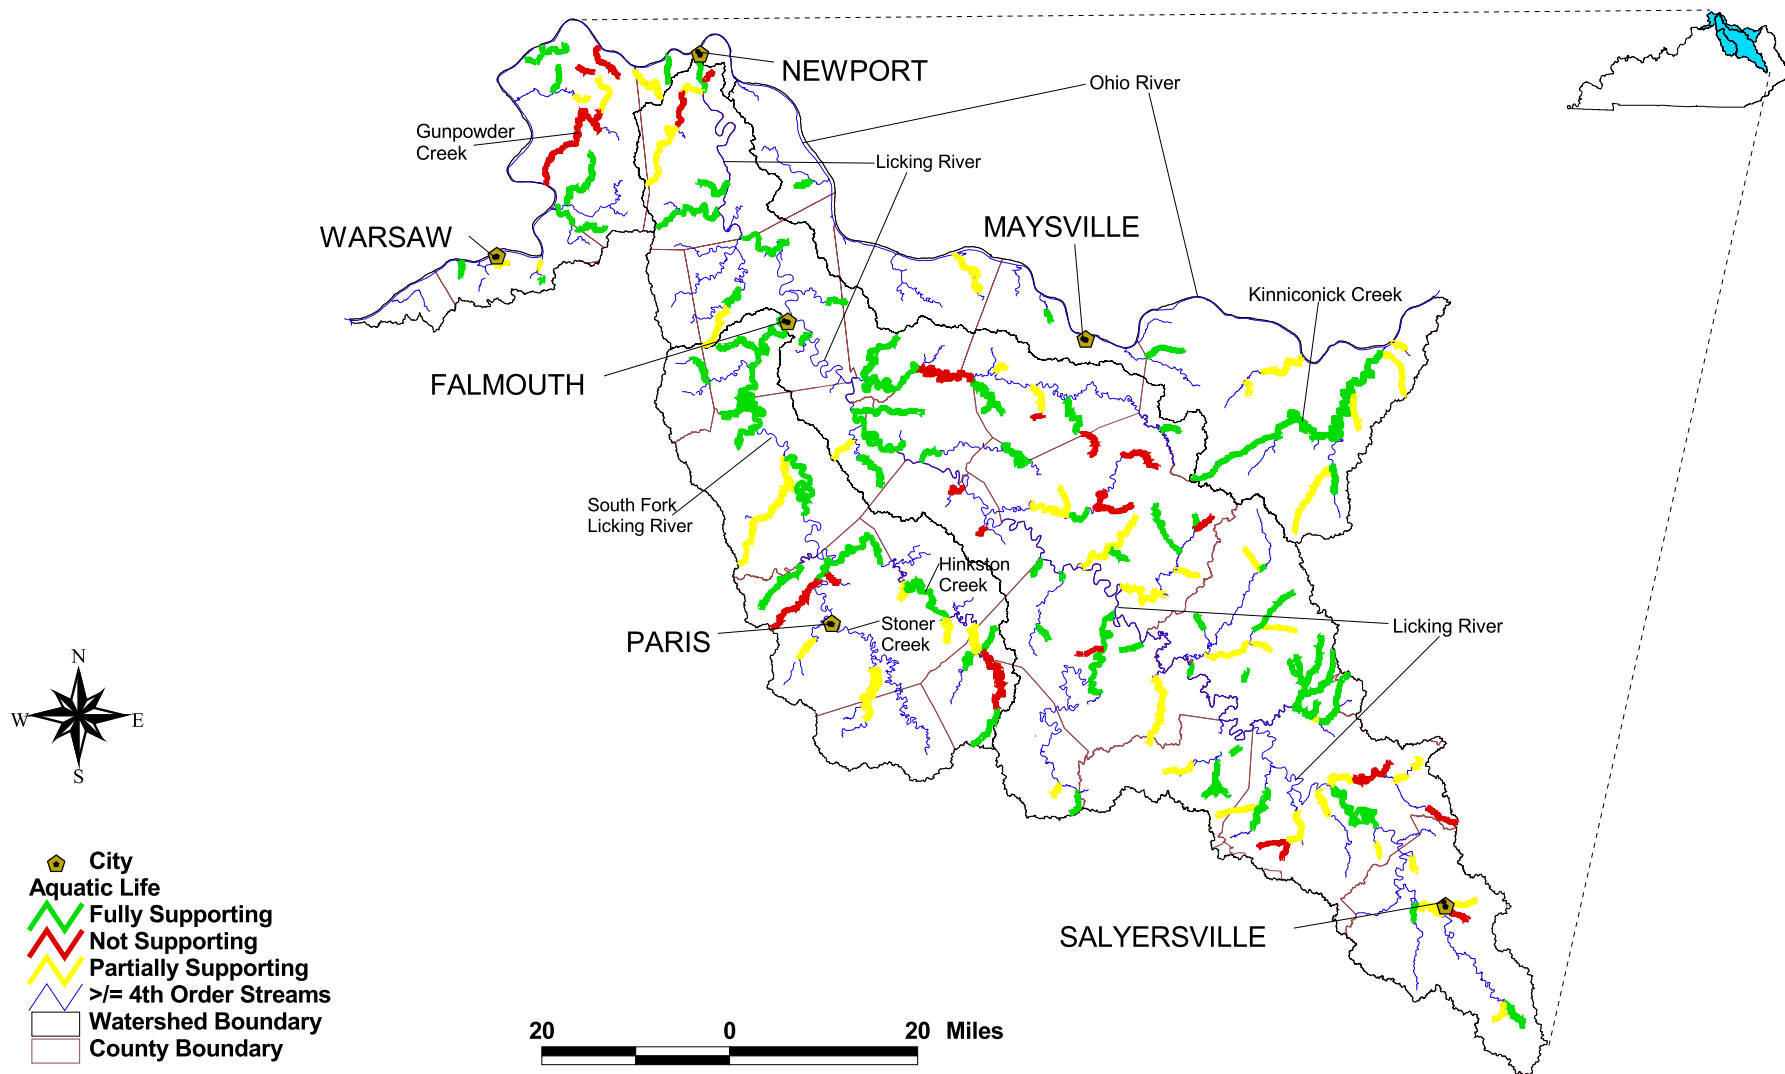 NEWPORT
Ohio River
Gunpowder
Creek
Licking River
WARSAW
MAYSVILLE
Kinniconick Creek
FALMOUTH
South Fork
Licking River
Hinkston
Creek
Stoner
Creek
PARIS
Licking River
SALYERSVILLE
N
W
E
S
City
Aquatic Life
Fully Supporting
Not Supporting
Partially Supporting
>/= 4th Order Streams
Watershed Boundary
County Boundary
20 0 20 Miles